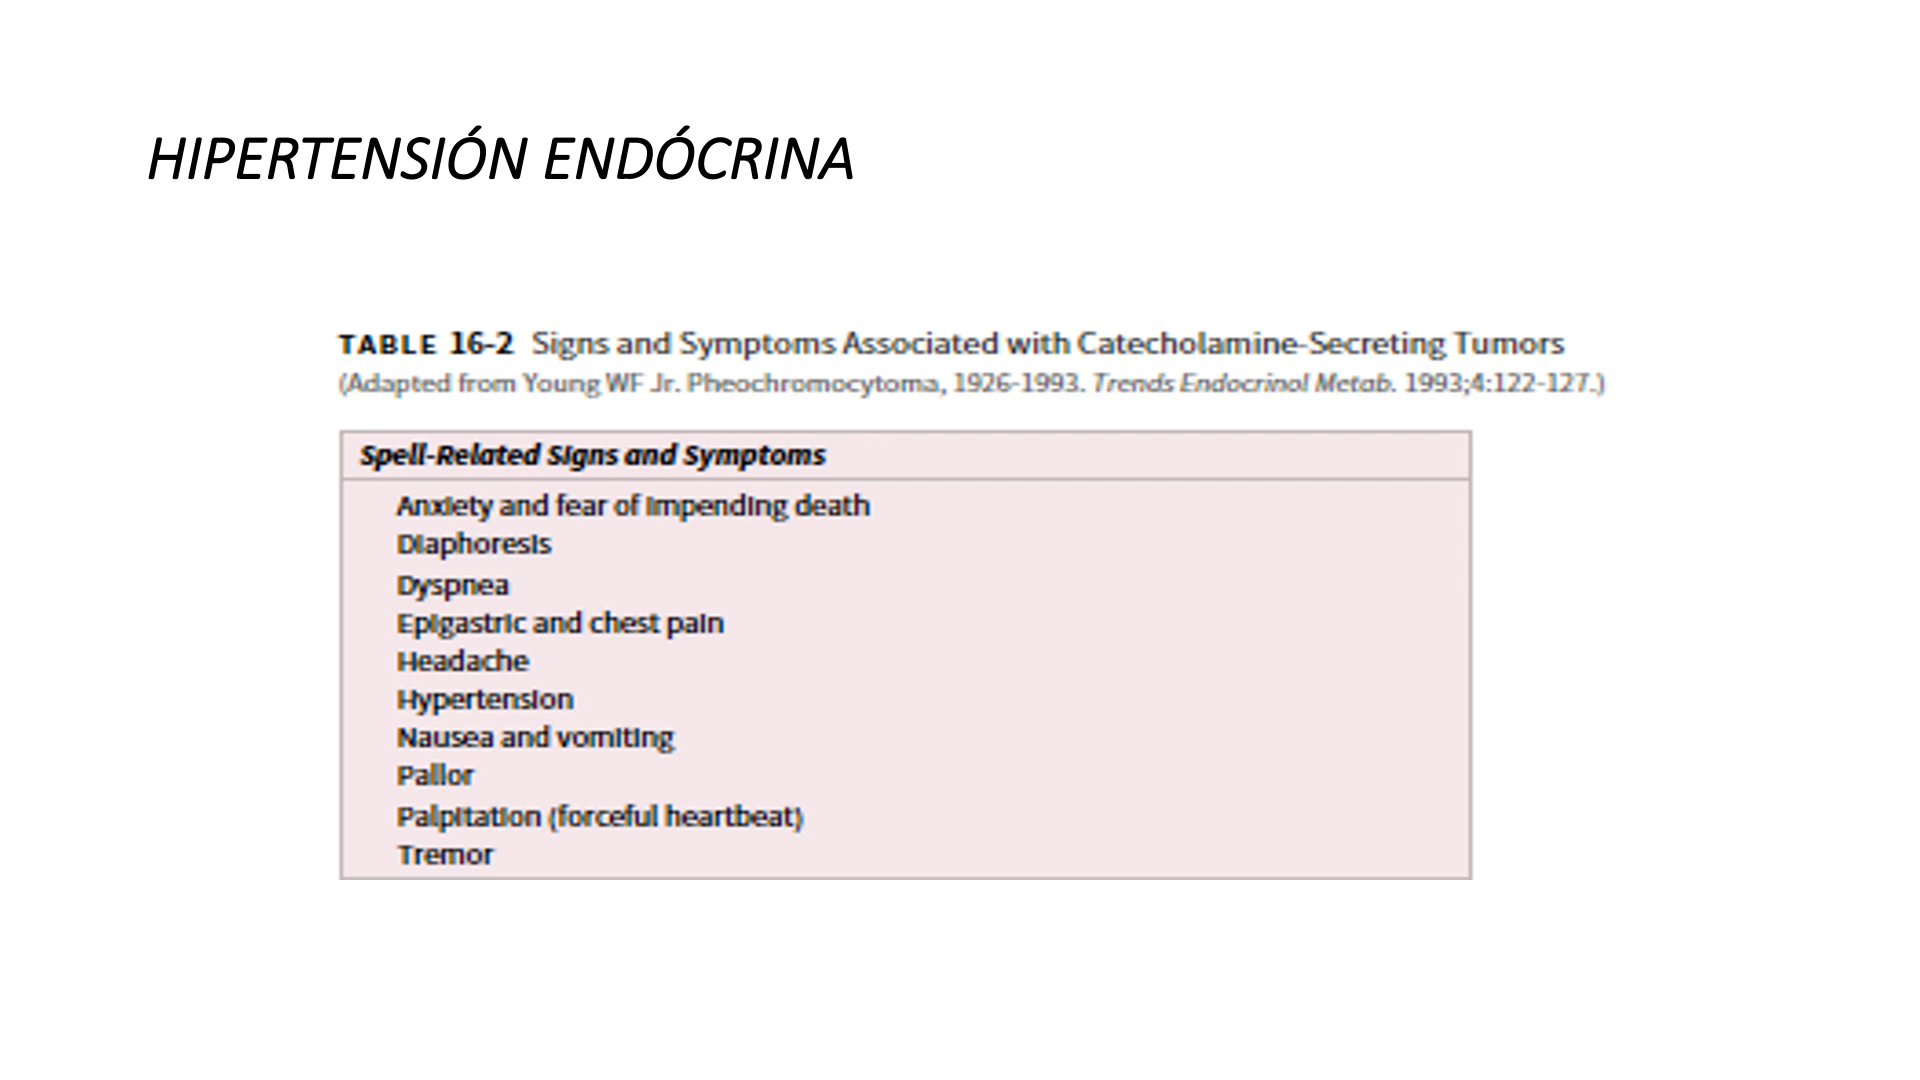 HIPERTENSIÓN ENDÓCRINA
TABLE 16-2 Signs and Symptoms Associated with Catecholamine-Secreting Tumors
(Adapted from Young WF Jr. Pheochromocytoma, 1926-1993. Trends Endocrinol Metab. 1993;4:122-127.)
Spell-Related Signs and Symptoms
Anxiety and fear of impending death
Diaphoresis
Dyspnea
Epigastric and chest pain
Headache
Hypertension
Nausea and vomiting
Pallor
Palpitation (forceful heartbeat)
Tremor